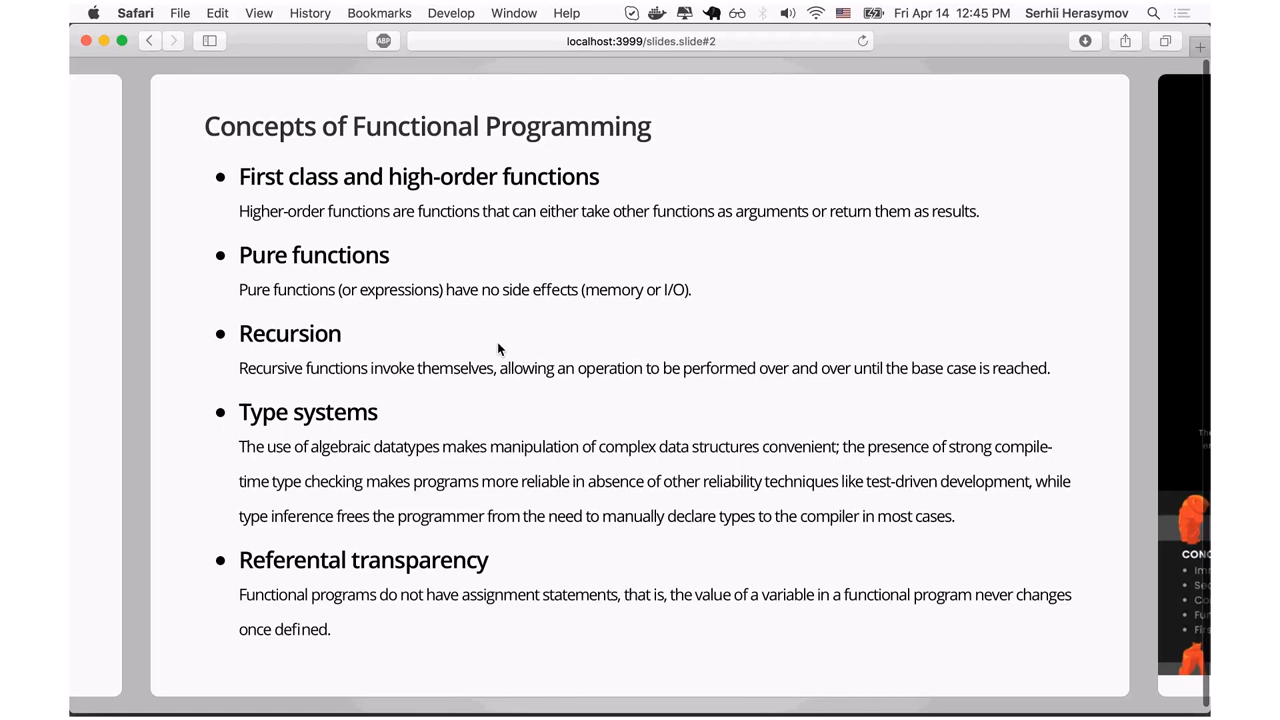 Safari File Edit View History Bookmarks Develop Window Help Fri Apr 14 12:45 PM Serhii Herasymov
ABP localhost:3999/slides.slide#2
Concepts of Functional Programming
First class and high-order functions
Higher-order functions are functions that can either take other functions as arguments or return them as results.
Pure functions
Pure functions (or expressions) have no side effects (memory or I/O).
Recursion
Recursive functions invoke themselves, allowing an operation to be performed over and over until the base case is reached.
Type systems
The use of algebraic datatypes makes manipulation of complex data structures convenient; the presence of strong compile-
time type checking makes programs more reliable in absence of other reliability techniques like test-driven development, while
type inference frees the programmer from the need to manually declare types to the compiler in most cases.
Referental transparency
Functional programs do not have assignment statements, that is, the value of a variable in a functional program never changes
once defined.